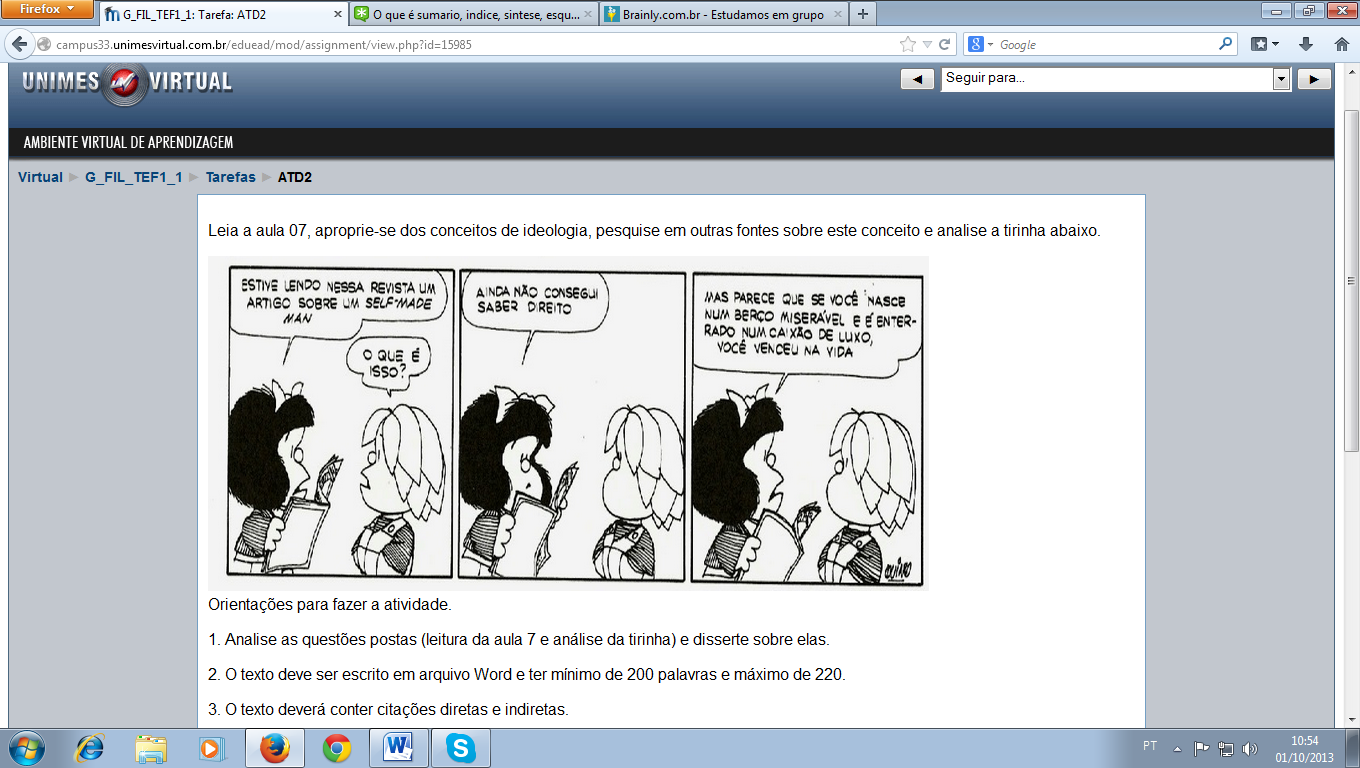 Firefox
G_FIL_TEF1_1: Tarefa: ATD2
O que é sumario, indice, sintese, esqu...
Brainly.com.br - Estudamos em grupo
campus33.unimesvirtual.com.br/eduead/mod/assignment/view.php?id=15985
Google
UNIMES VIRTUAL
Seguir para...
AMBIENTE VIRTUAL DE APRENDIZAGEM
Virtual ► G_FIL_TEF1_1 ► Tarefas ► ATD2
Leia a aula 07, aproprie-se dos conceitos de ideologia, pesquise em outras fontes sobre este conceito e analise a tirinha abaixo.
ESTIVE LENDO NESSA REVISTA UM
ARTIGO SOBRE UM SELF-MADE
MAN
O QUE É
ISSO?
AINDA NÃO CONSEGUI
SABER DIREITO
MAS PARECE QUE SE VOCÊ NASCE
NUM BERÇO MISERÁVEL E É ENTER-
RADO NUM CAIXÃO DE LUXO,
VOCÊ VENCEU NA VIDA
QUINO
Orientações para fazer a atividade.
1. Analise as questões postas (leitura da aula 7 e análise da tirinha) e disserte sobre elas.
2. O texto deve ser escrito em arquivo Word e ter mínimo de 200 palavras e máximo de 220.
3. O texto deverá conter citações diretas e indiretas.
PT
10:54
01/10/2013